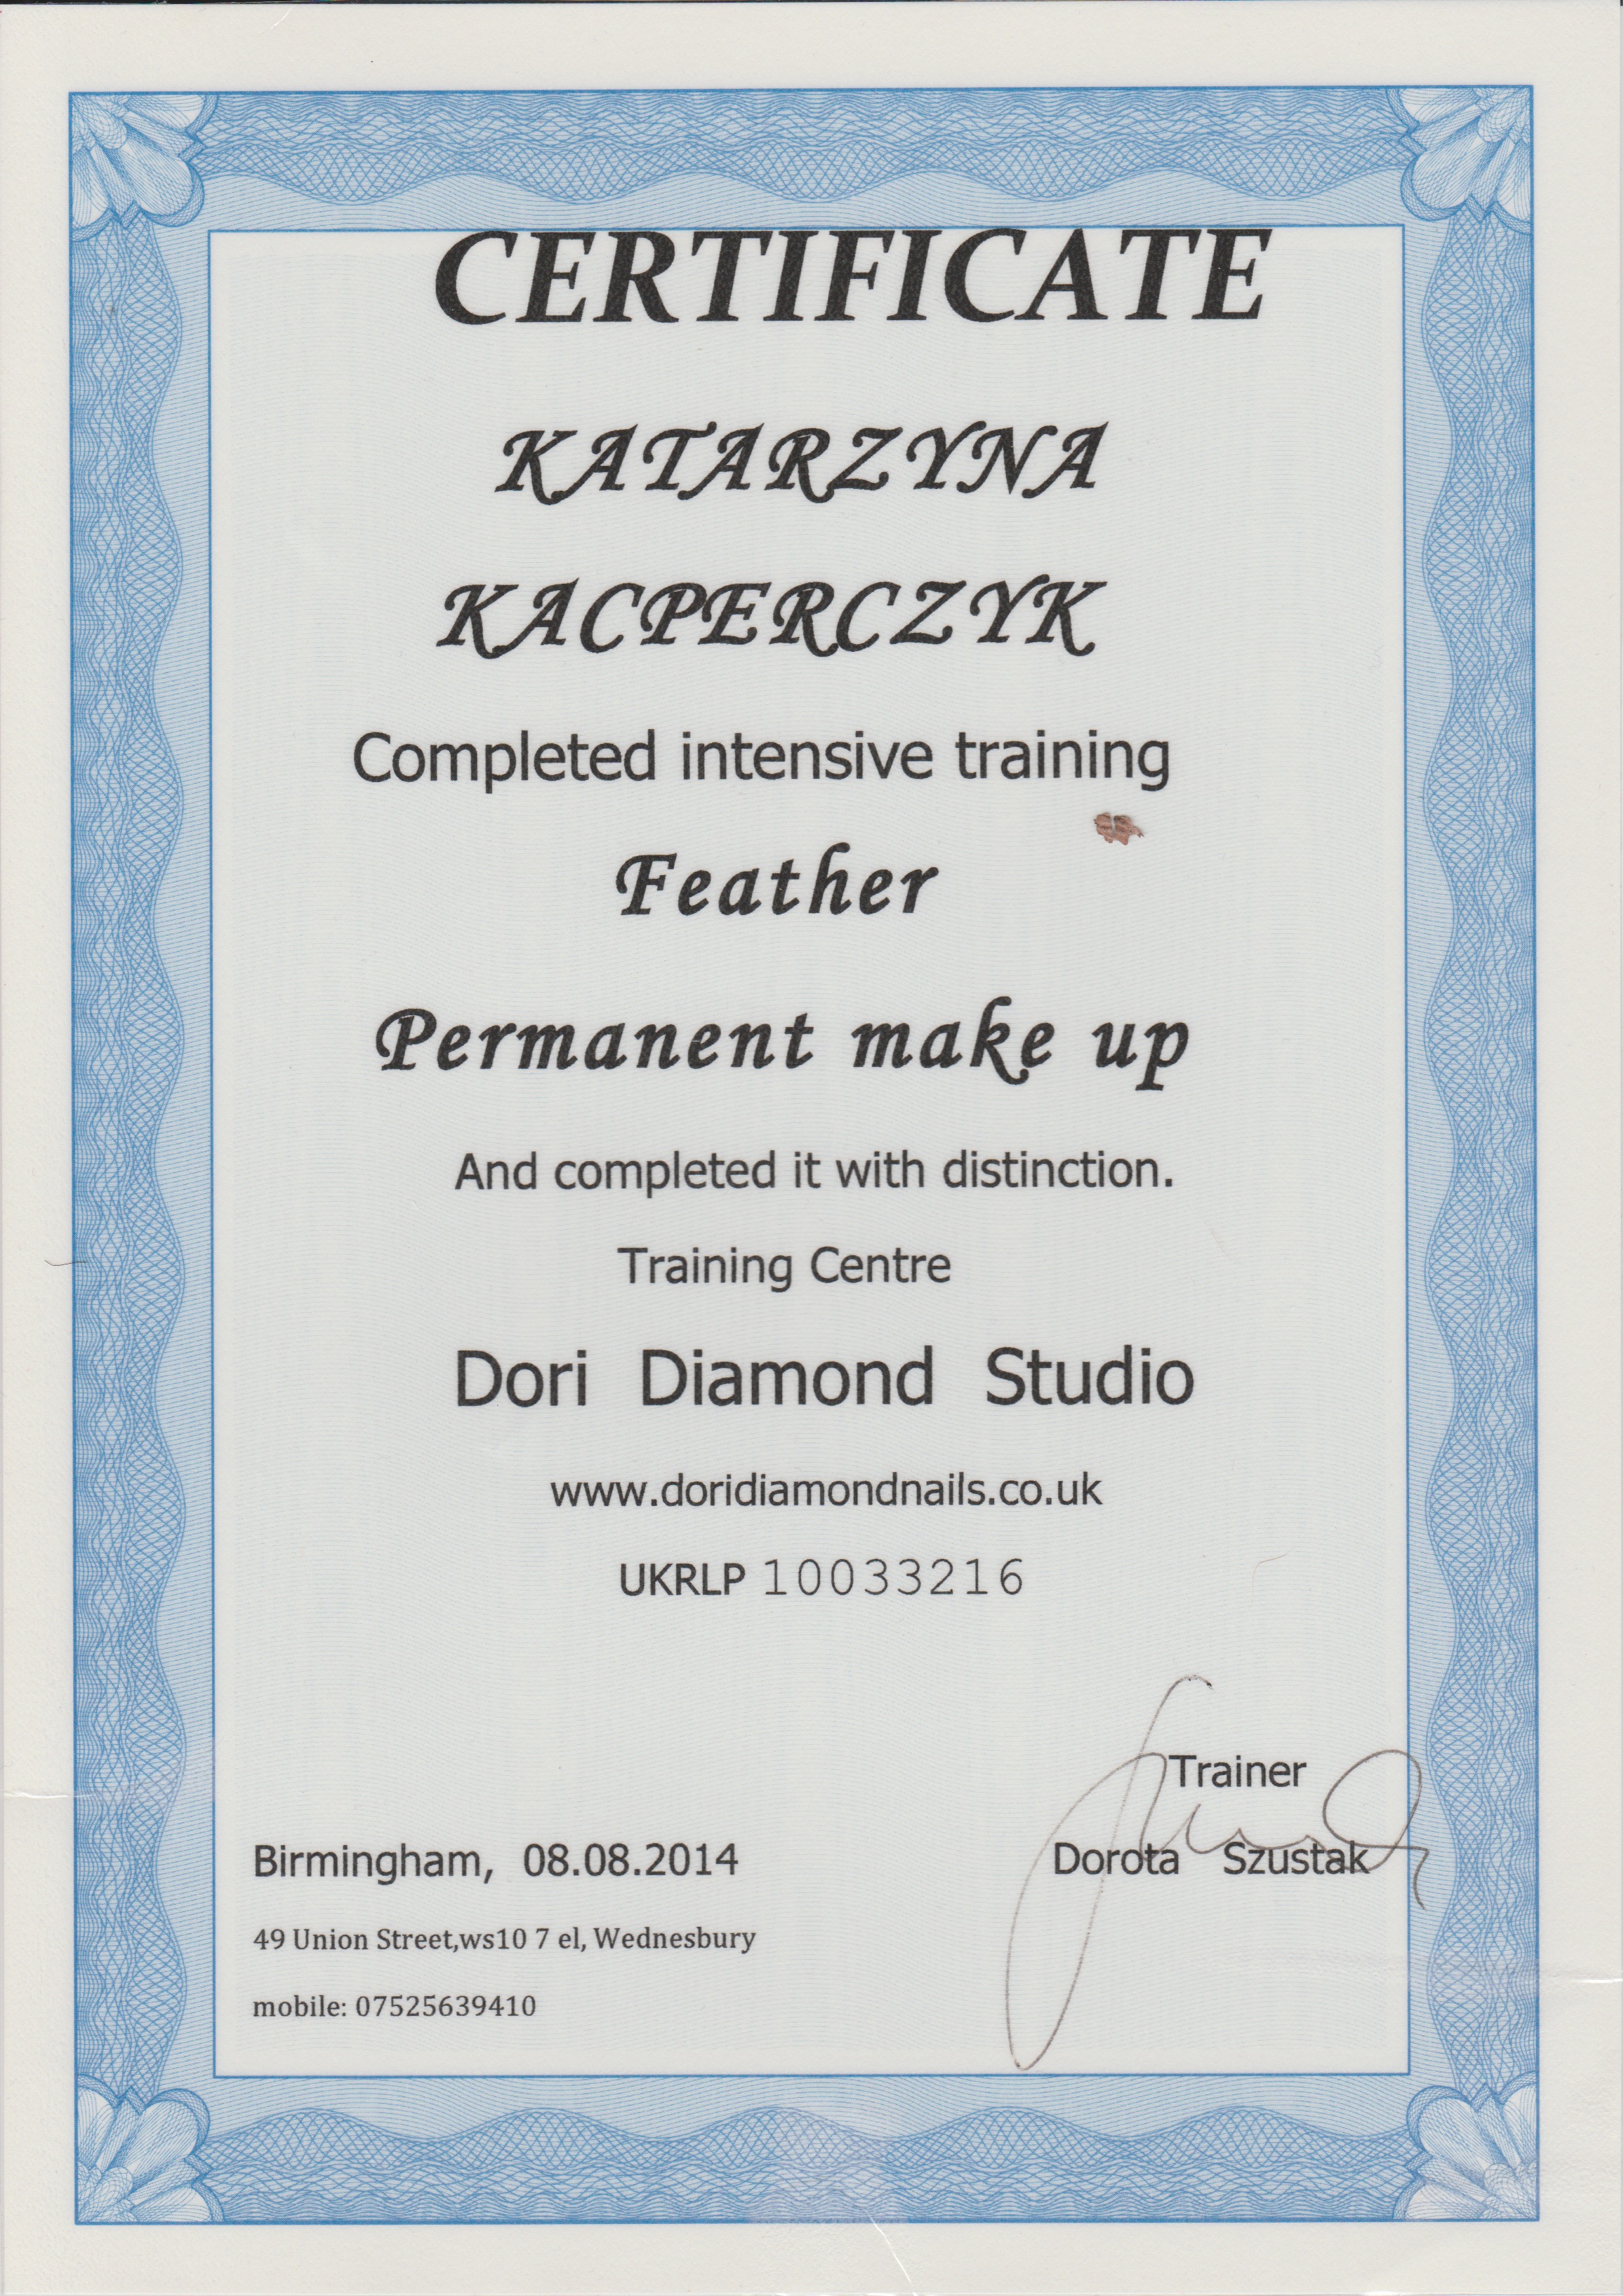 CERTIFICATE
KATARZYNA
KACPERCZYK
Completed intensive training
Feather
Permanent make up
And completed it with distinction.
Training Centre
Dori Diamond Studio
www.doridiamondnails.co.uk
UKRLP 10033216
Trainer
Birmingham, 08.08.2014
Dorota Szustak
49 Union Street,ws10 7 el, Wednesbury
mobile: 07525639410